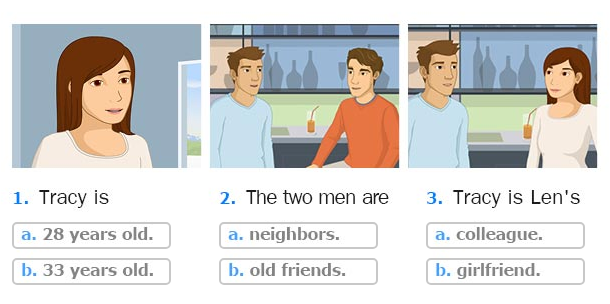 1. Tracy is
a. 28 years old.
b. 33 years old.
2. The two men are
a. neighbors.
b. old friends.
3. Tracy is Len's
a. colleague.
b. girlfriend.